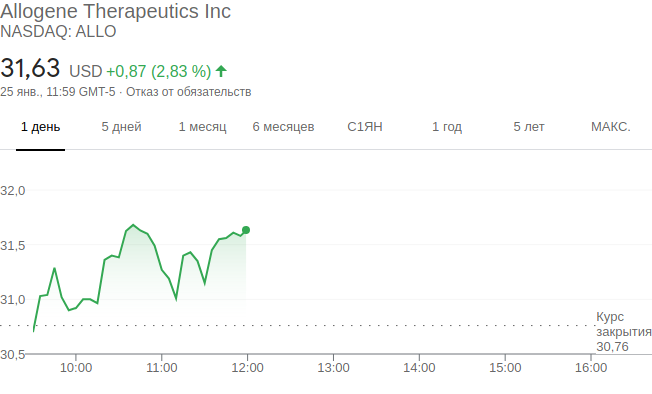 Allogene Therapeutics Inc
NASDAQ: ALLO
31,63 USD +0,87 (2,83 %)
25 янв., 11:59 GMT-5 · Отказ от обязательств
1 день 5 дней 1 месяц 6 месяцев С1ЯН 1 год 5 лет МАКС.
32,0
31,5
31,0
Курс
закрытия
30,76
30,5
10:00 11:00 12:00 13:00 14:00 15:00 16:00